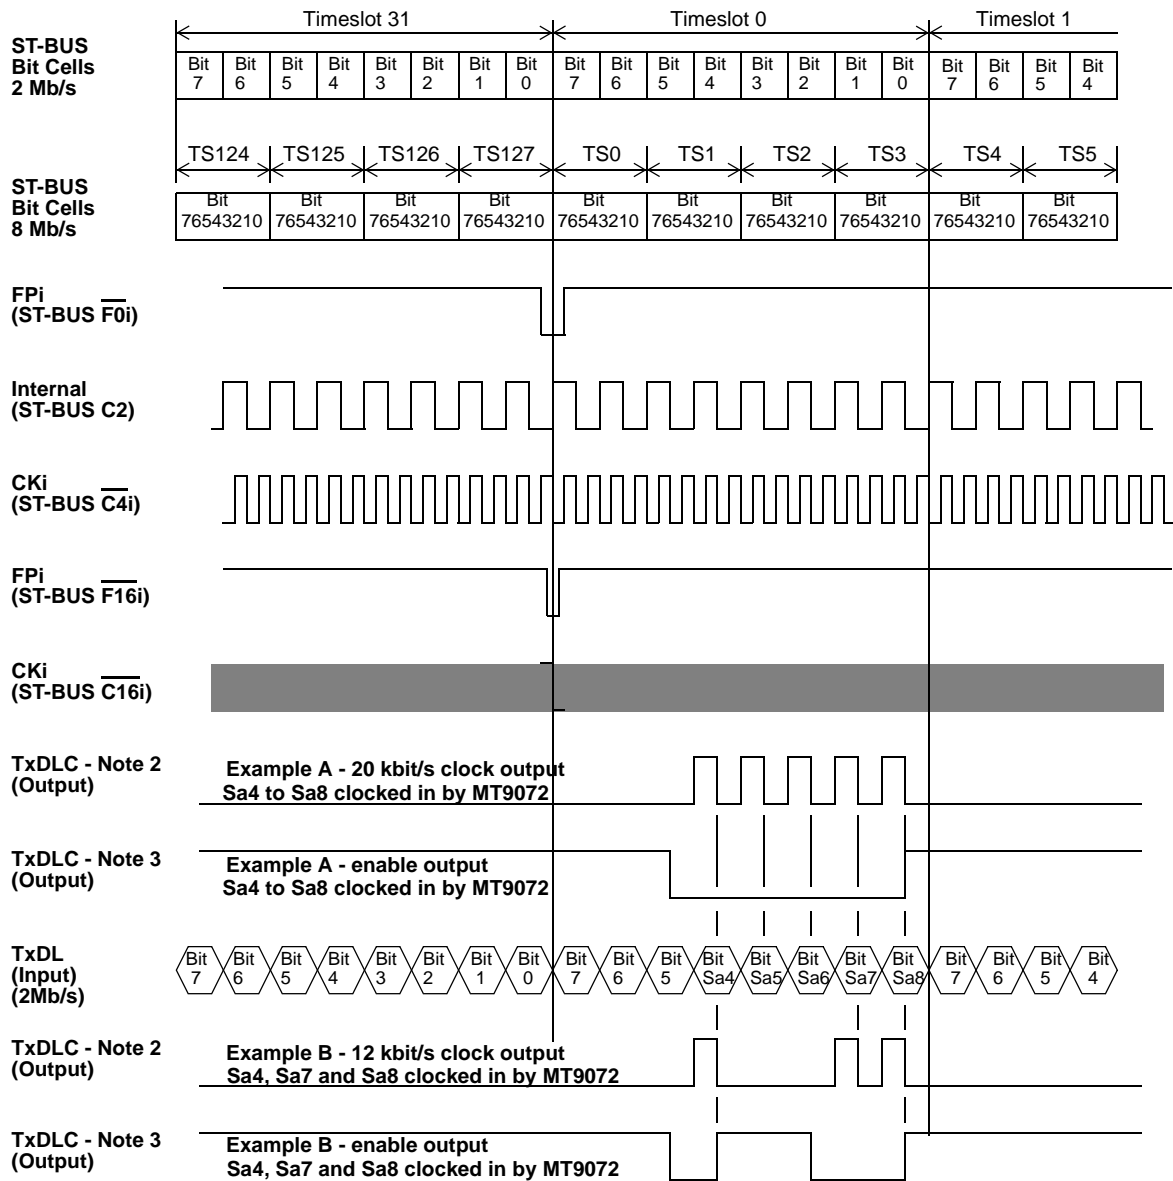 Timeslot 31 Timeslot 0 Timeslot 1
ST-BUS
Bit Cells
2 Mb/s
Bit Bit Bit Bit Bit Bit Bit Bit Bit Bit Bit Bit Bit Bit Bit Bit Bit Bit Bit Bit
7 6 5 4 3 2 1 0 7 6 5 4 3 2 1 0 7 6 5 4
TS124 TS125 TS126 TS127 TS0 TS1 TS2 TS3 TS4 TS5
ST-BUS
Bit Cells
8 Mb/s
Bit Bit Bit Bit Bit Bit Bit Bit Bit Bit
76543210 76543210 76543210 76543210 76543210 76543210 76543210 76543210 76543210 76543210
FPi
(ST-BUS F0i)
Internal
(ST-BUS C2)
CKi
(ST-BUS C4i)
FPi
(ST-BUS F16i)
CKi
(ST-BUS C16i)
TxDLC - Note 2
(Output)
Example A - 20 kbit/s clock output
Sa4 to Sa8 clocked in by MT9072
TxDLC - Note 3
(Output)
Example A - enable output
Sa4 to Sa8 clocked in by MT9072
TxDL
(Input)
(2Mb/s)
Bit Bit Bit Bit Bit Bit Bit Bit Bit Bit Bit Bit Bit Bit Bit Bit Bit Bit Bit Bit
7 6 5 4 3 2 1 0 7 6 5 Sa4 Sa5 Sa6 Sa7 Sa8 7 6 5 4
TxDLC - Note 2
(Output)
Example B - 12 kbit/s clock output
Sa4, Sa7 and Sa8 clocked in by MT9072
TxDLC - Note 3
(Output)
Example B - enable output
Sa4, Sa7 and Sa8 clocked in by MT9072